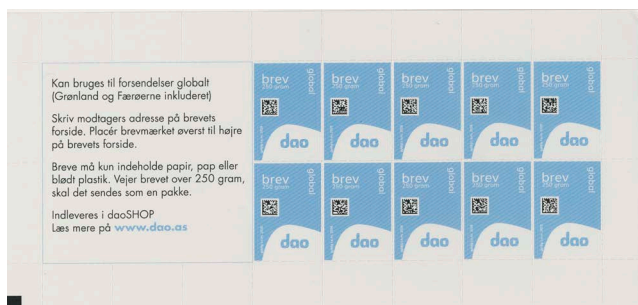 Kan bruges til forsendelser globalt
(Grønland og Færøerne inkluderet)
Skriv modtagers adresse på brevets
forside. Placér brevmærket øverst til højre
på brevets forside.
Breve må kun indeholde papir, pap eller
blødt plastik. Vejer brevet over 250 gram,
skal det sendes som en pakke.
Indleveres i daoSHOP
Læs mere på www.dao.as
brev global
250 gram
dao
brev global
250 gram
dao
brev global
250 gram
dao
brev global
250 gram
dao
brev global
250 gram
dao
brev global
250 gram
dao
brev global
250 gram
dao
brev global
250 gram
dao
brev global
250 gram
dao
brev global
250 gram
dao